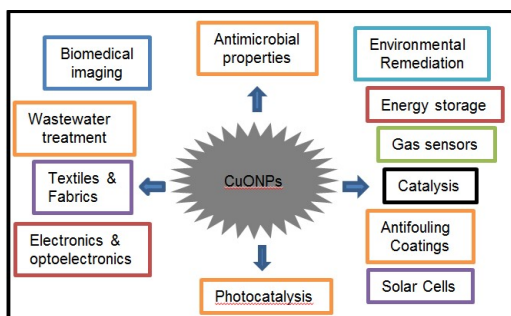 Biomedical
imaging
Antimicrobial
properties
Environmental
Remediation
Wastewater
treatment
Energy storage
Gas sensors
Textiles &
Fabrics
CuONPs
Catalysis
Electronics &
optoelectronics
Antifouling
Coatings
Photocatalysis
Solar Cells